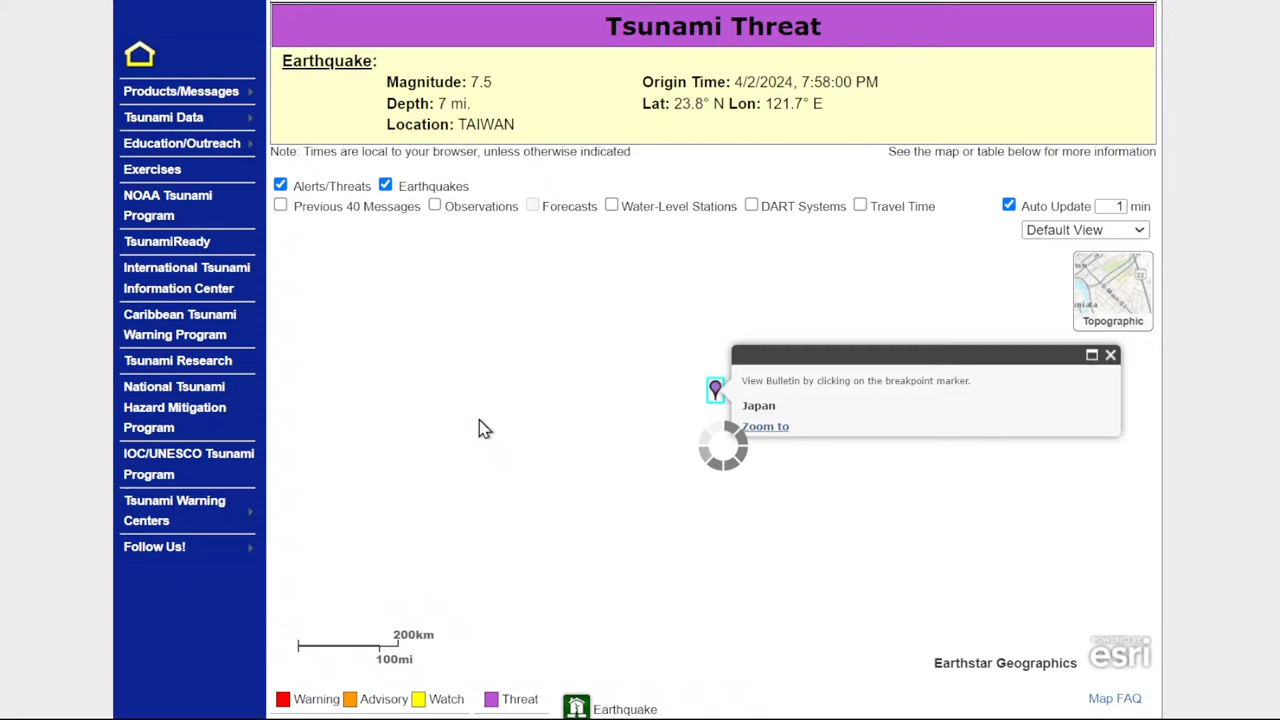 Tsunami Threat
Earthquake:
Magnitude: 7.5
Origin Time: 4/2/2024, 7:58:00 PM
Depth: 7 mi.
Lat: 23.8° N Lon: 121.7° E
Location: TAIWAN
Note: Times are local to your browser, unless otherwise indicated
See the map or table below for more information
Products/Messages
Tsunami Data
Education/Outreach
Exercises
NOAA Tsunami
Program
TsunamiReady
International Tsunami
Information Center
Caribbean Tsunami
Warning Program
Tsunami Research
National Tsunami
Hazard Mitigation
Program
IOC/UNESCO Tsunami
Program
Tsunami Warning
Centers
Follow Us!
Alerts/Threats
Earthquakes
Previous 40 Messages
Observations
Forecasts
Water-Level Stations
DART Systems
Travel Time
Auto Update 1 min
Default View
Topographic
View Bulletin by clicking on the breakpoint marker.
Japan
Zoom to
200km
100mi
Earthstar Geographics
POWERED BY
esri
Warning
Advisory
Watch
Threat
Earthquake
Map FAQ